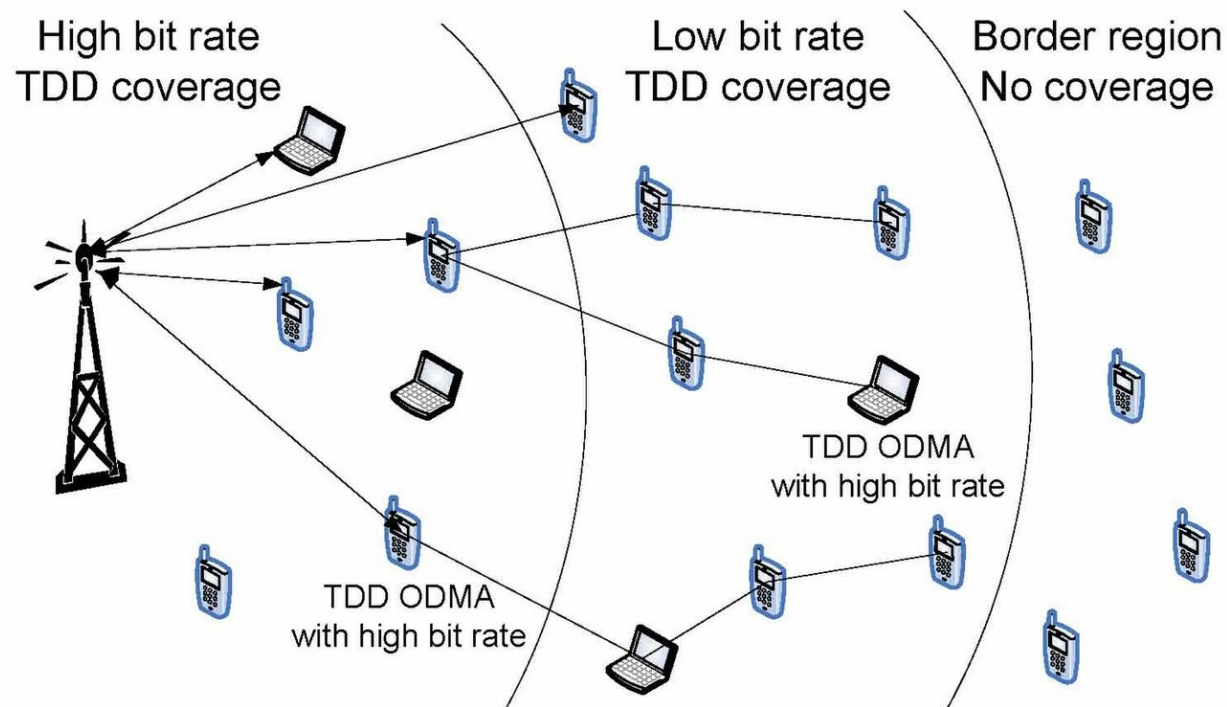 High bit rate
TDD coverage
Low bit rate
TDD coverage
Border region
No coverage
TDD ODMA
with high bit rate
TDD ODMA
with high bit rate